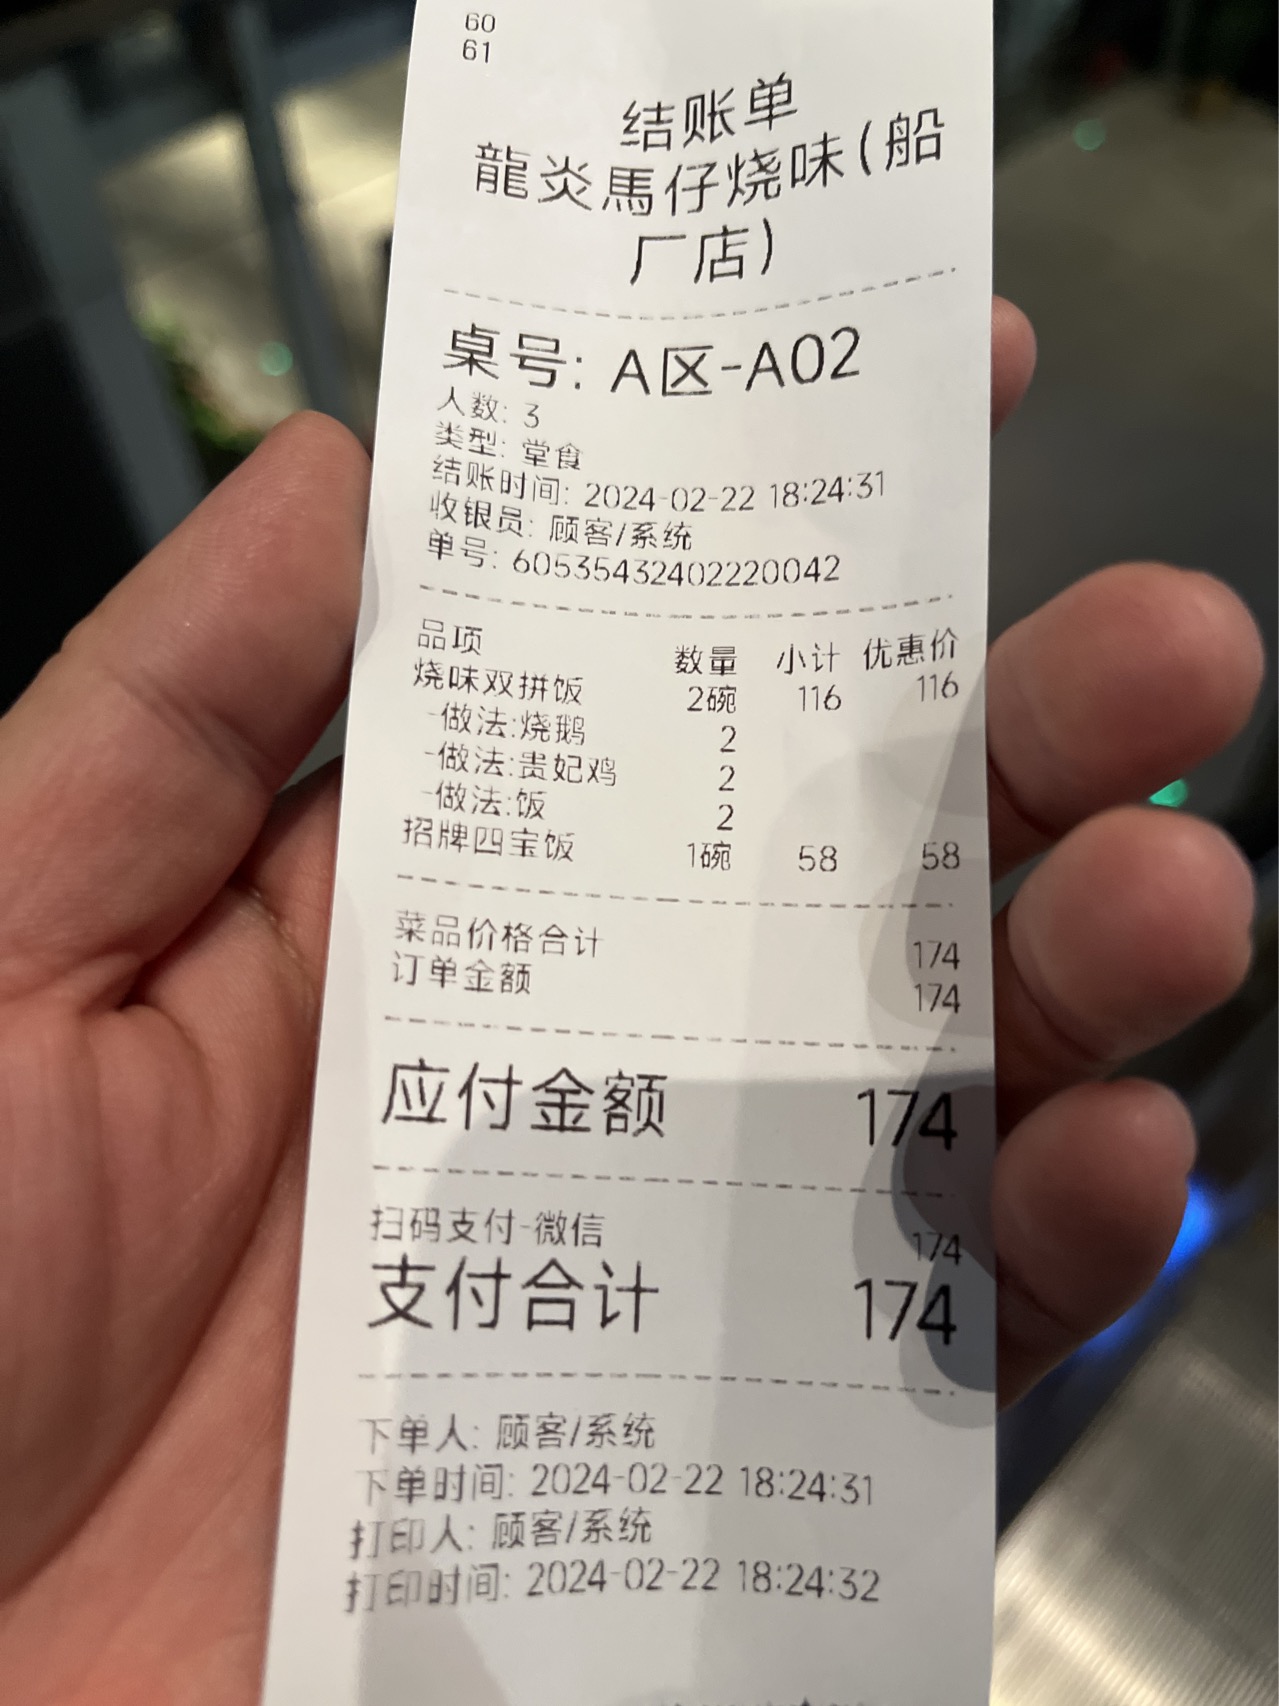 60
61
结账单
龍炎馬仔烧味(船
厂店)
桌号: A区-A02
人数: 3
类型: 堂食
结账时间: 2024-02-22 18:24:31
收银员: 顾客/系统
单号: 60535432402220042
品项 数量 小计 优惠价
烧味双拼饭 2碗 116 116
-做法:烧鹅 2
-做法:贵妃鸡 2
-做法:饭 2
招牌四宝饭 1碗 58 58
菜品价格合计 174
订单金额 174
应付金额 174
扫码支付-微信 174
支付合计 174
下单人: 顾客/系统
下单时间: 2024-02-22 18:24:31
打印人: 顾客/系统
打印时间: 2024-02-22 18:24:32